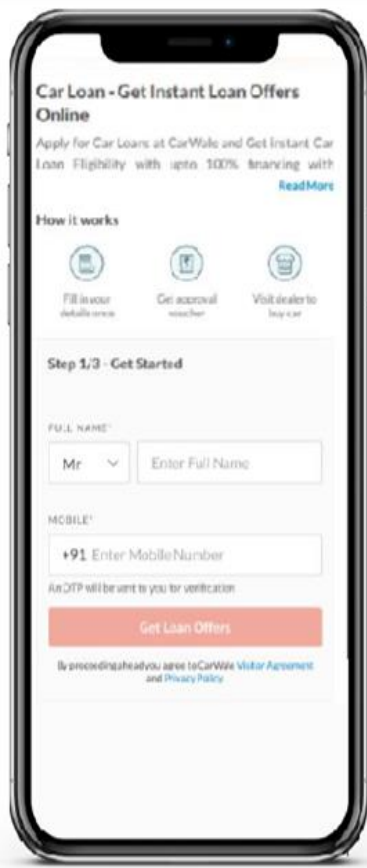 Car Loan - Get Instant Loan Offers
Online
Apply for Car Loans at CarWale and Get Instant Car
Loan Eligibility with upto 100% financing with
Read More
How it works
Fill in your
details once
Get approval
voucher
Visit dealer to
buy car
Step 1/3 - Get Started
FULL NAME*
Mr
Enter Full Name
MOBILE*
+91 Enter Mobile Number
An OTP will be sent to you for verification
Get Loan Offers
By proceeding ahead you agree to CarWale Visitor Agreement
and Privacy Policy